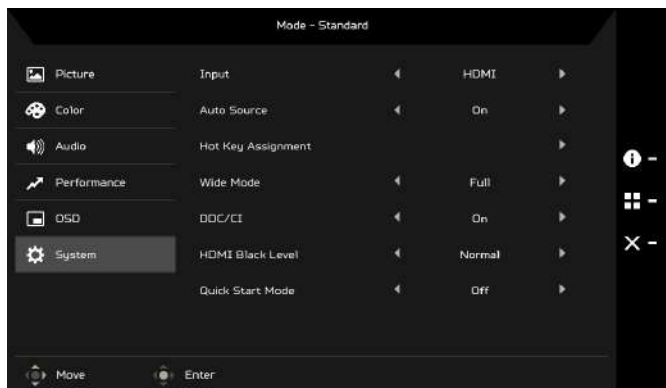 Mode - Standard
Picture
Input HDMI
Color
Auto Source On
Audio
Hot Key Assignment
Performance
Wide Mode Full
OSD
DDC/CI On
System
HDMI Black Level Normal
Quick Start Mode Off
Move Enter